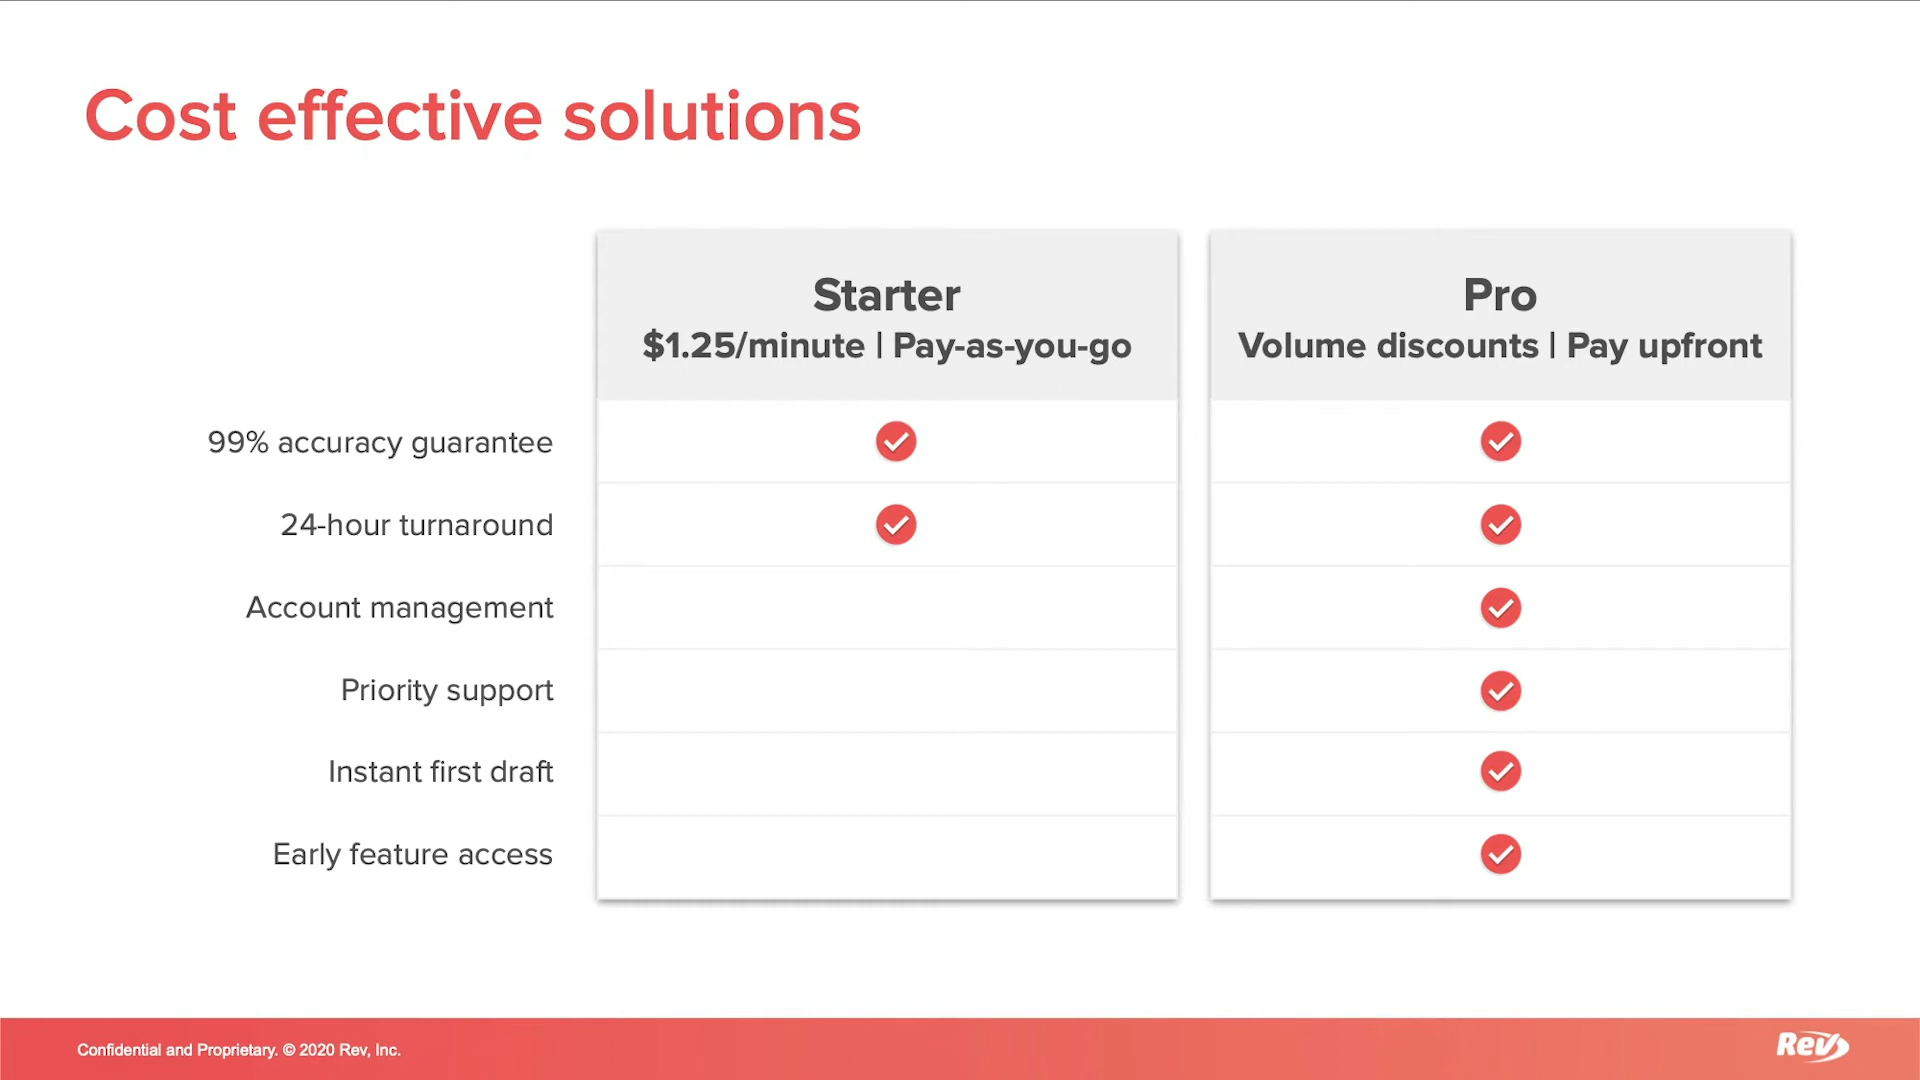 Cost effective solutions
Starter
$1.25/minute | Pay-as-you-go
Pro
Volume discounts | Pay upfront
99% accuracy guarantee
24-hour turnaround
Account management
Priority support
Instant first draft
Early feature access
Confidential and Proprietary. © 2020 Rev, Inc.
Rev